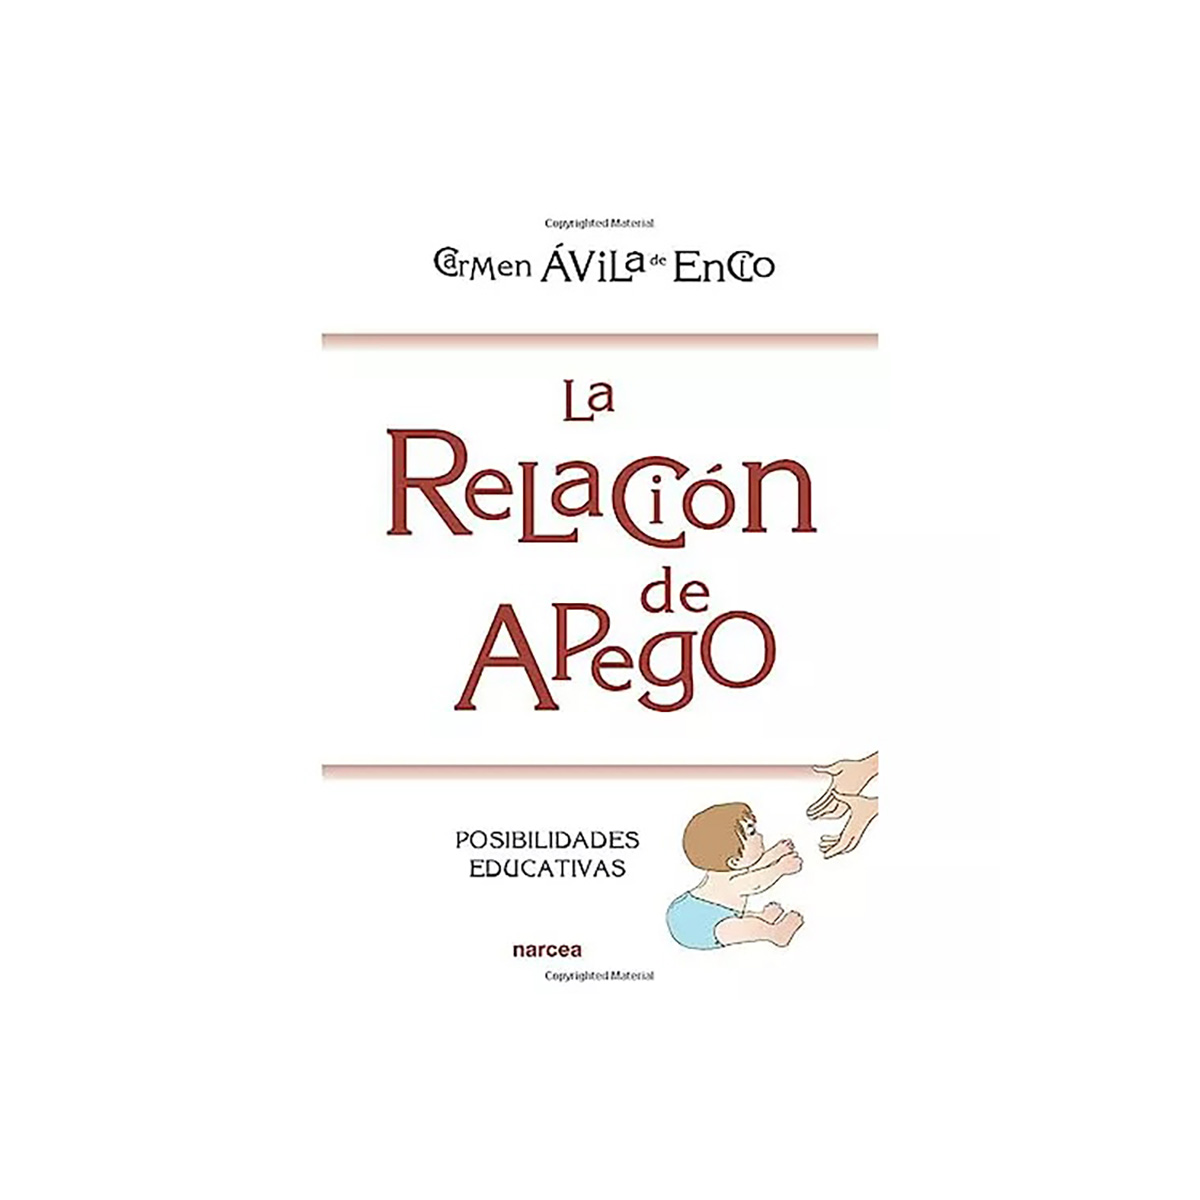 Copyrighted Material
Carmen Ávila de Encio
La
Relación
de
Apego
POSIBILIDADES
EDUCATIVAS
narcea
Copyrighted Material